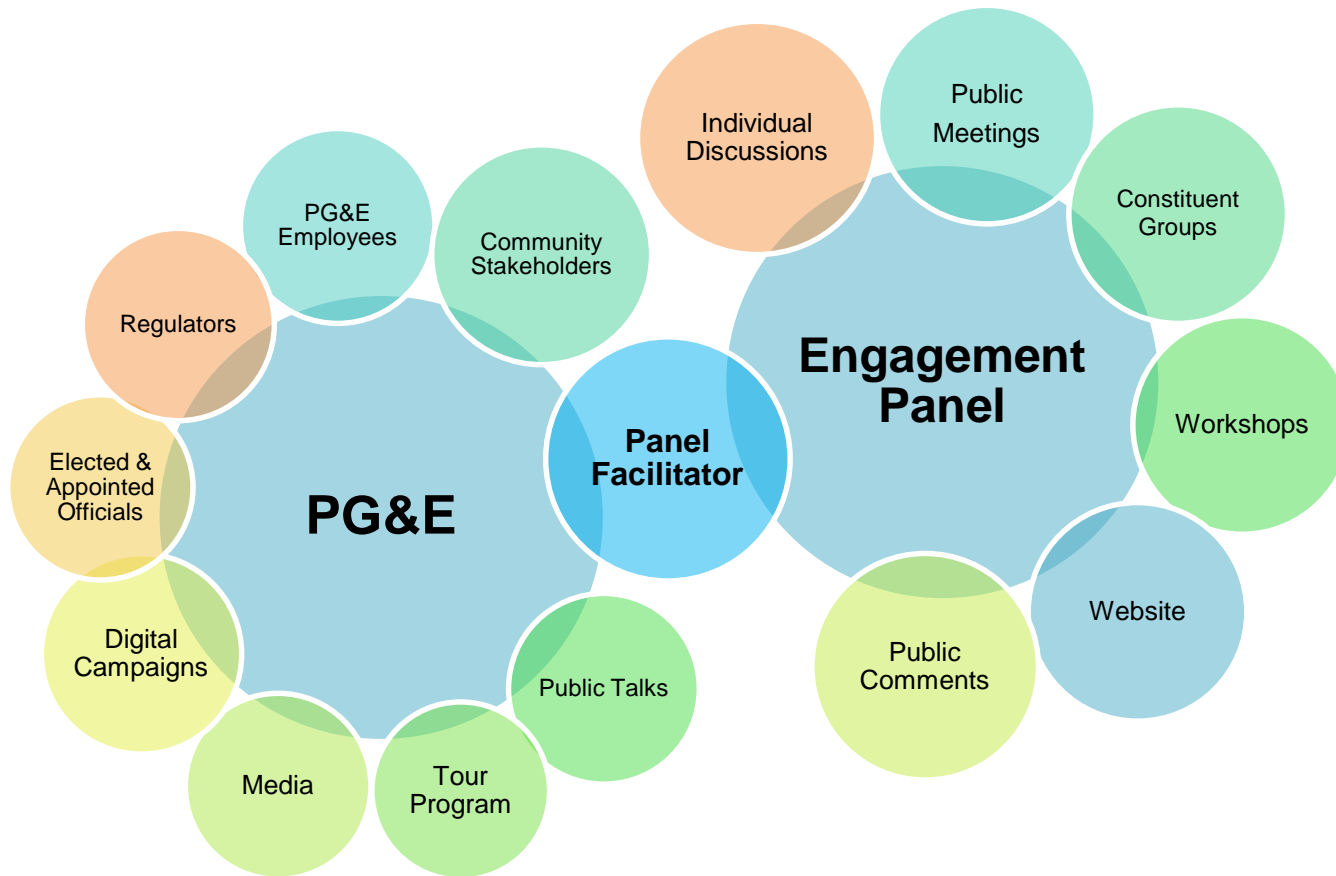 Individual
Discussions
Public
Meetings
Constituent
Groups
Workshops
Website
Public
Comments
Engagement
Panel
Panel
Facilitator
PG&E
Employees
Community
Stakeholders
Regulators
Elected &
Appointed
Officials
Digital
Campaigns
Media
Tour
Program
Public Talks
PG&E